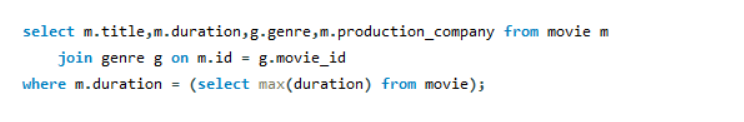 select m.title,m.duration,g.genre,m.production_company from movie m
join genre g on m.id = g.movie_id
where m.duration = (select max(duration) from movie);